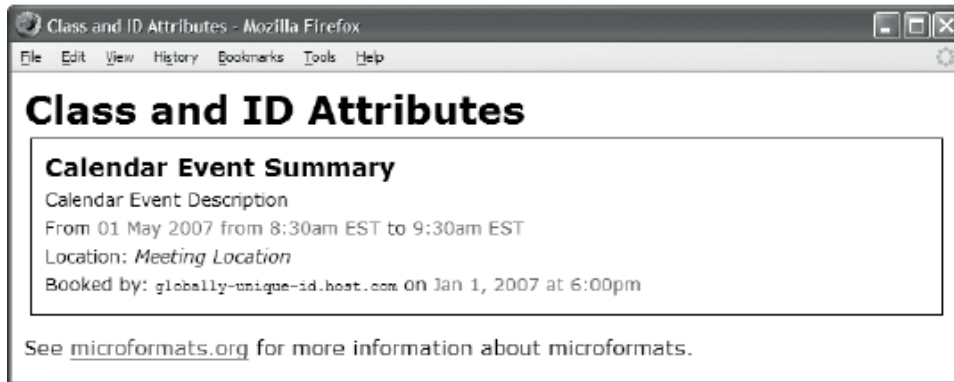 Class and ID Attributes - Mozilla Firefox
File Edit View History Bookmarks Tools Help
Class and ID Attributes
Calendar Event Summary
Calendar Event Description
From 01 May 2007 from 8:30am EST to 9:30am EST
Location: Meeting Location
Booked by: globally-unique-id.host.com on Jan 1, 2007 at 6:00pm
See microformats.org for more information about microformats.